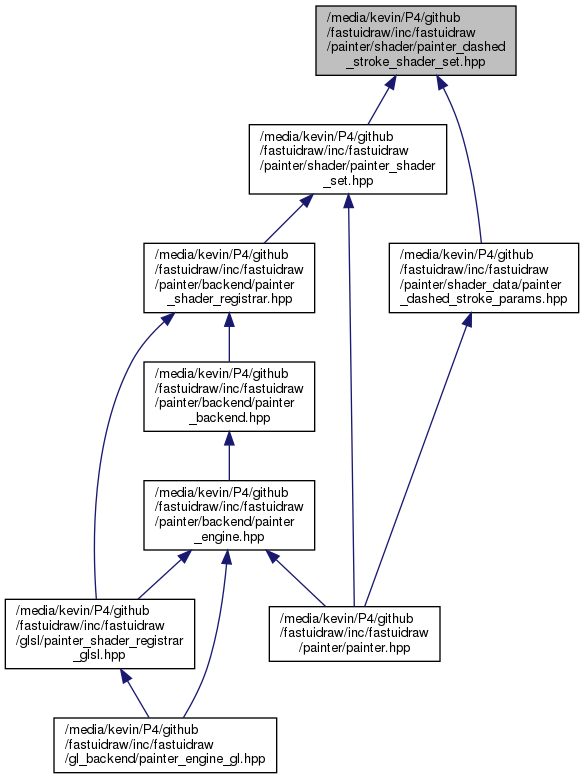 /media/kevin/P4/github
/fastuidraw/inc/fastuidraw
/painter/shader/painter_dashed
_stroke_shader_set.hpp
/media/kevin/P4/github
/fastuidraw/inc/fastuidraw
/painter/shader/painter_shader
_set.hpp
/media/kevin/P4/github
/fastuidraw/inc/fastuidraw
/painter/backend/painter
_shader_registrar.hpp
/media/kevin/P4/github
/fastuidraw/inc/fastuidraw
/painter/shader_data/painter
_dashed_stroke_params.hpp
/media/kevin/P4/github
/fastuidraw/inc/fastuidraw
/painter/backend/painter
_backend.hpp
/media/kevin/P4/github
/fastuidraw/inc/fastuidraw
/painter/backend/painter
_engine.hpp
/media/kevin/P4/github
/fastuidraw/inc/fastuidraw
/glsl/painter_shader_registrar
_glsl.hpp
/media/kevin/P4/github
/fastuidraw/inc/fastuidraw
/painter/painter.hpp
/media/kevin/P4/github
/fastuidraw/inc/fastuidraw
/gl_backend/painter_engine_gl.hpp